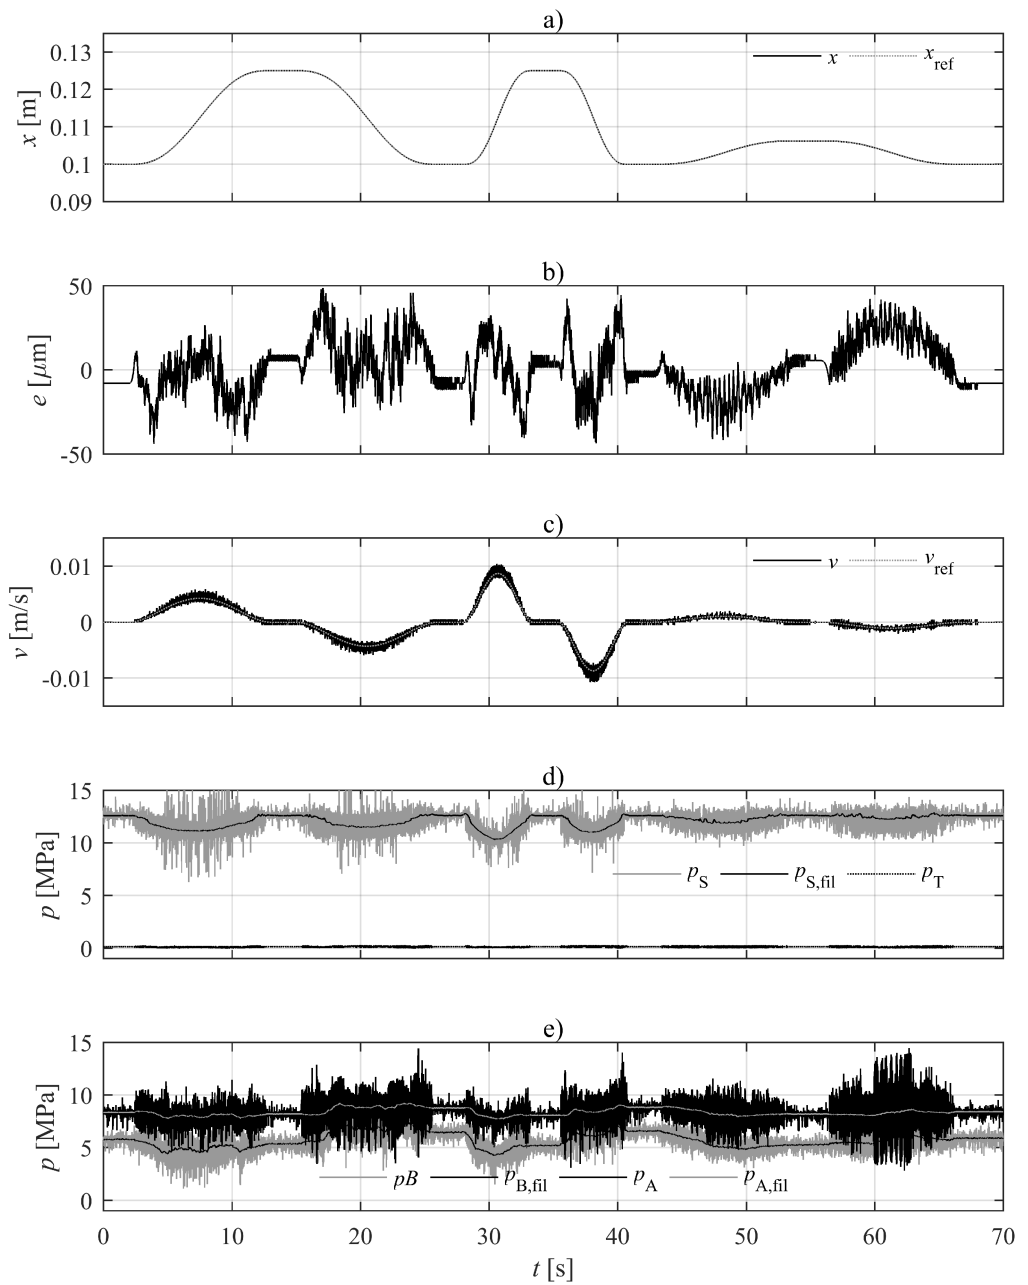 a)
0.13
0.12
0.11
0.1
0.09
x [m]
x
x_ref
b)
50
0
-50
e [μm]
c)
0.01
0
-0.01
v [m/s]
v
v_ref
d)
15
10
5
0
p [MPa]
p_S
p_S,fil
p_T
e)
15
10
5
0
p [MPa]
pB
p_B,fil
p_A
p_A,fil
0 10 20 30 40 50 60 70
t [s]